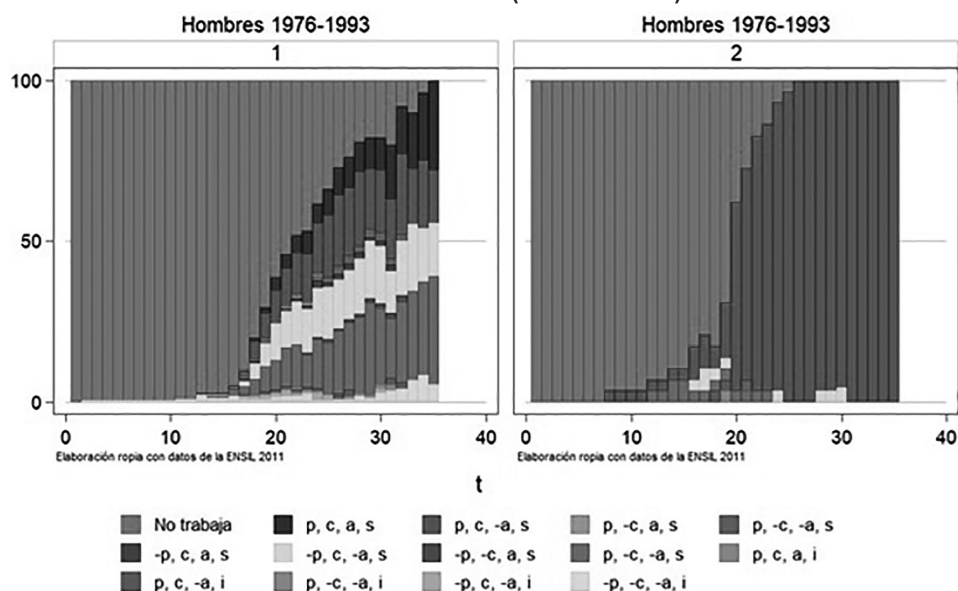 Hombres 1976-1993
1
100
50
0
0 10 20 30 40
Elaboración ropia con datos de la ENSIL 2011
Hombres 1976-1993
2
0 10 20 30 40
Elaboración ropia con datos de la ENSIL 2011
t
No trabaja p, c, a, s p, c, -a, s p, -c, a, s p, -c, -a, s
-p, c, a, s -p, c, -a, s -p, -c, a, s -p, -c, -a, s p, c, a, i
p, c, -a, i p, -c, -a, i -p, c, -a, i -p, -c, -a, i